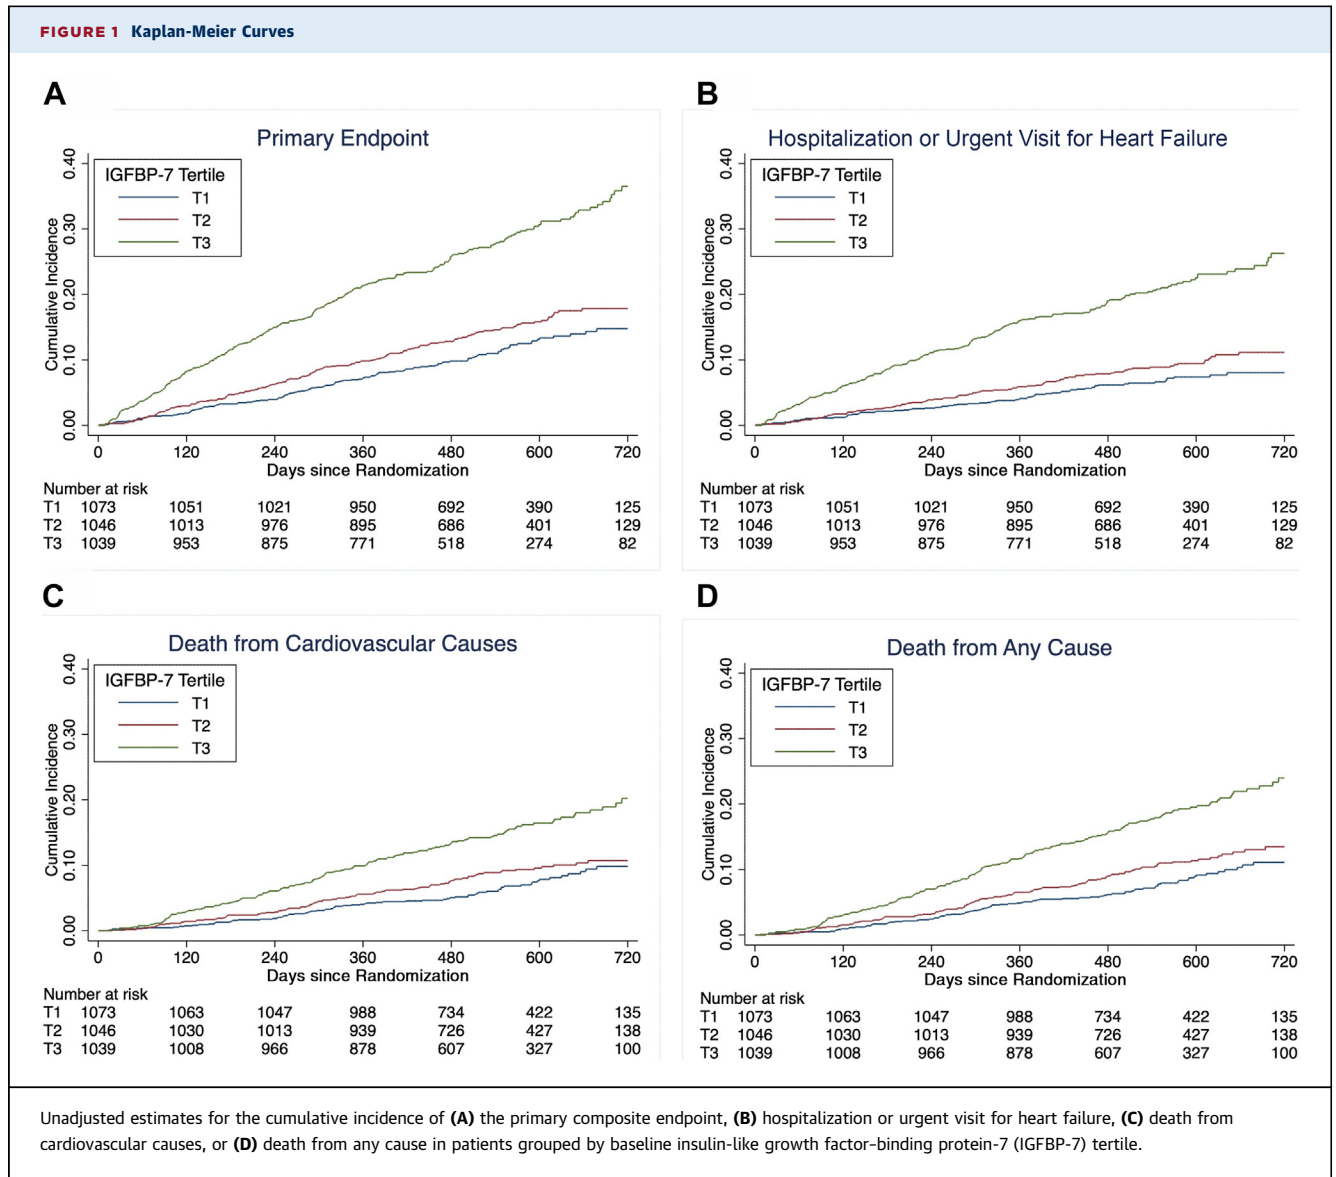 FIGURE 1 Kaplan-Meier Curves
A
Primary Endpoint
Cumulative Incidence
0.40
0.30
0.20
0.10
0.00
IGFBP-7 Tertile
T1
T2
T3
0 120 240 360 480 600 720
Days since Randomization
Number at risk
T1 1073 1051 1021 950 692 390 125
T2 1046 1013 976 895 686 401 129
T3 1039 953 875 771 518 274 82
B
Hospitalization or Urgent Visit for Heart Failure
Cumulative Incidence
0.40
0.30
0.20
0.10
0.00
IGFBP-7 Tertile
T1
T2
T3
0 120 240 360 480 600 720
Days since Randomization
Number at risk
T1 1073 1051 1021 950 692 390 125
T2 1046 1013 976 895 686 401 129
T3 1039 953 875 771 518 274 82
C
Death from Cardiovascular Causes
Cumulative Incidence
0.40
0.30
0.20
0.10
0.00
IGFBP-7 Tertile
T1
T2
T3
0 120 240 360 480 600 720
Days since Randomization
Number at risk
T1 1073 1063 1047 988 734 422 135
T2 1046 1030 1013 939 726 427 138
T3 1039 1008 966 878 607 327 100
D
Death from Any Cause
Cumulative Incidence
0.40
0.30
0.20
0.10
0.00
IGFBP-7 Tertile
T1
T2
T3
0 120 240 360 480 600 720
Days since Randomization
Number at risk
T1 1073 1063 1047 988 734 422 135
T2 1046 1030 1013 939 726 427 138
T3 1039 1008 966 878 607 327 100
Unadjusted estimates for the cumulative incidence of (A) the primary composite endpoint, (B) hospitalization or urgent visit for heart failure, (C) death from
cardiovascular causes, or (D) death from any cause in patients grouped by baseline insulin-like growth factor–binding protein-7 (IGFBP-7) tertile.